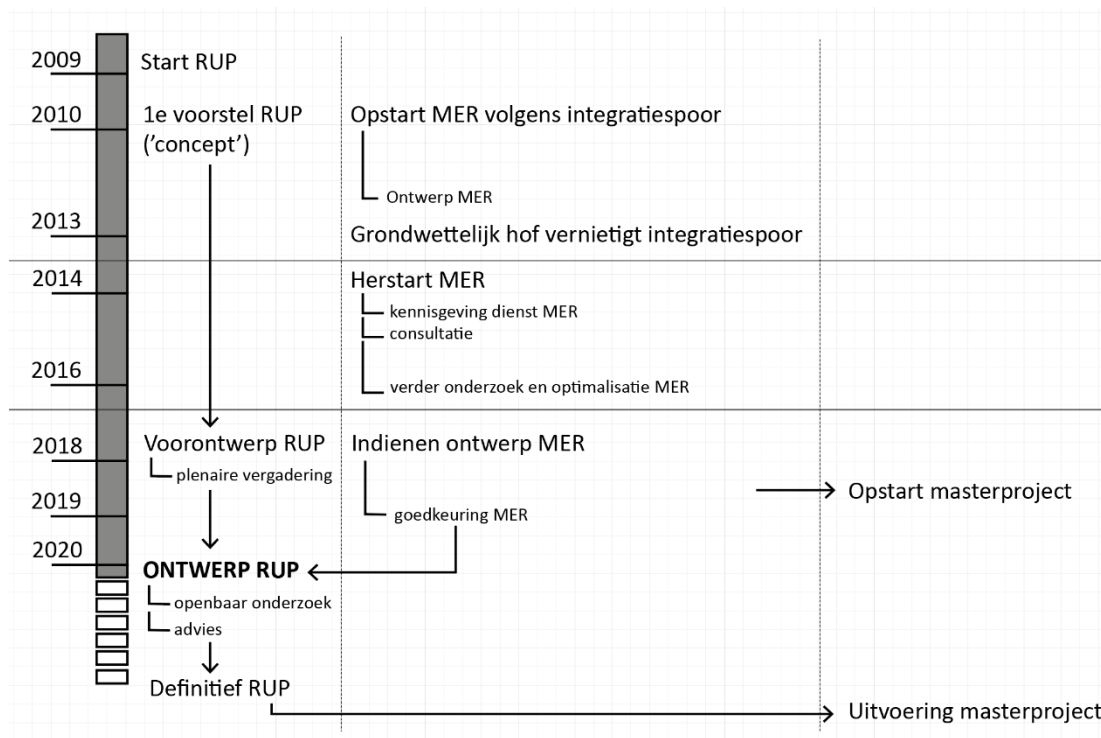 2009
Start RUP
2010
1e voorstel RUP
('concept')
Opstart MER volgens integratiespoor
Ontwerp MER
2013
Grondwettelijk hof vernietigt integratiespoor
2014
Herstart MER
kennisgeving dienst MER
consultatie
2016
verder onderzoek en optimalisatie MER
2018
Voorontwerp RUP
Indienen ontwerp MER
plenaire vergadering
Opstart masterproject
2019
goedkeuring MER
2020
ONTWERP RUP
openbaar onderzoek
advies
Definitief RUP
Uitvoering masterproject